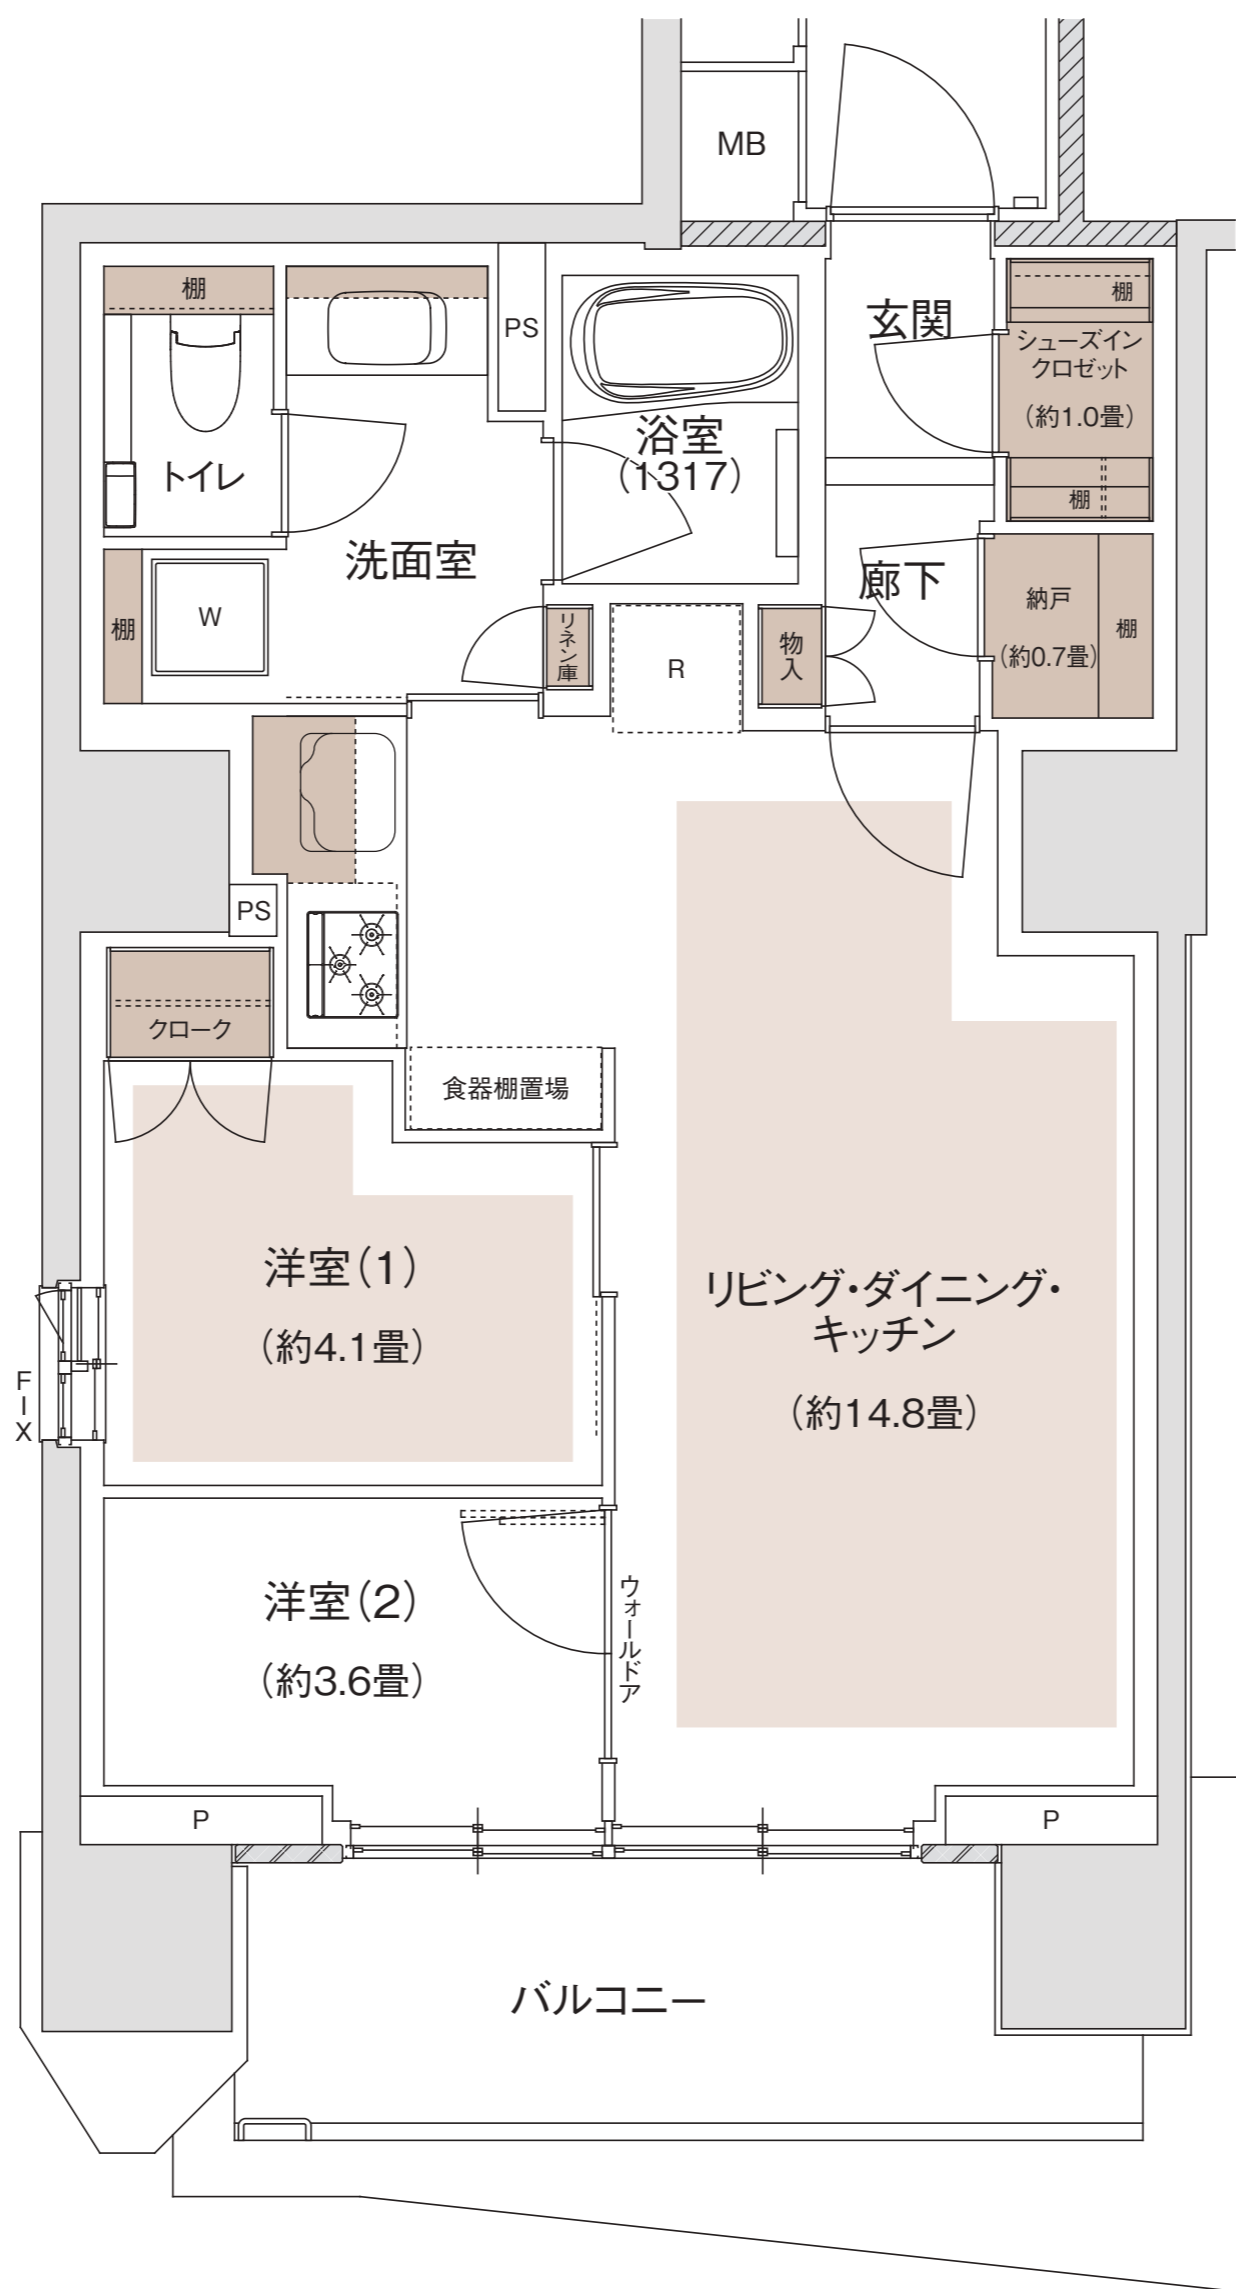 MB
棚
PS
玄関
棚
シューズイン
クロゼット
(約1.0畳)
棚
浴室
(1317)
トイレ
洗面室
廊下
納戸
(約0.7畳)
棚
棚
W
リネン庫
R
物入
PS
クローク
食器棚置場
洋室(1)
(約4.1畳)
リビング・ダイニング・
キッチン
(約14.8畳)
FIX
洋室(2)
(約3.6畳)
ウォールドア
P
P
バルコニー